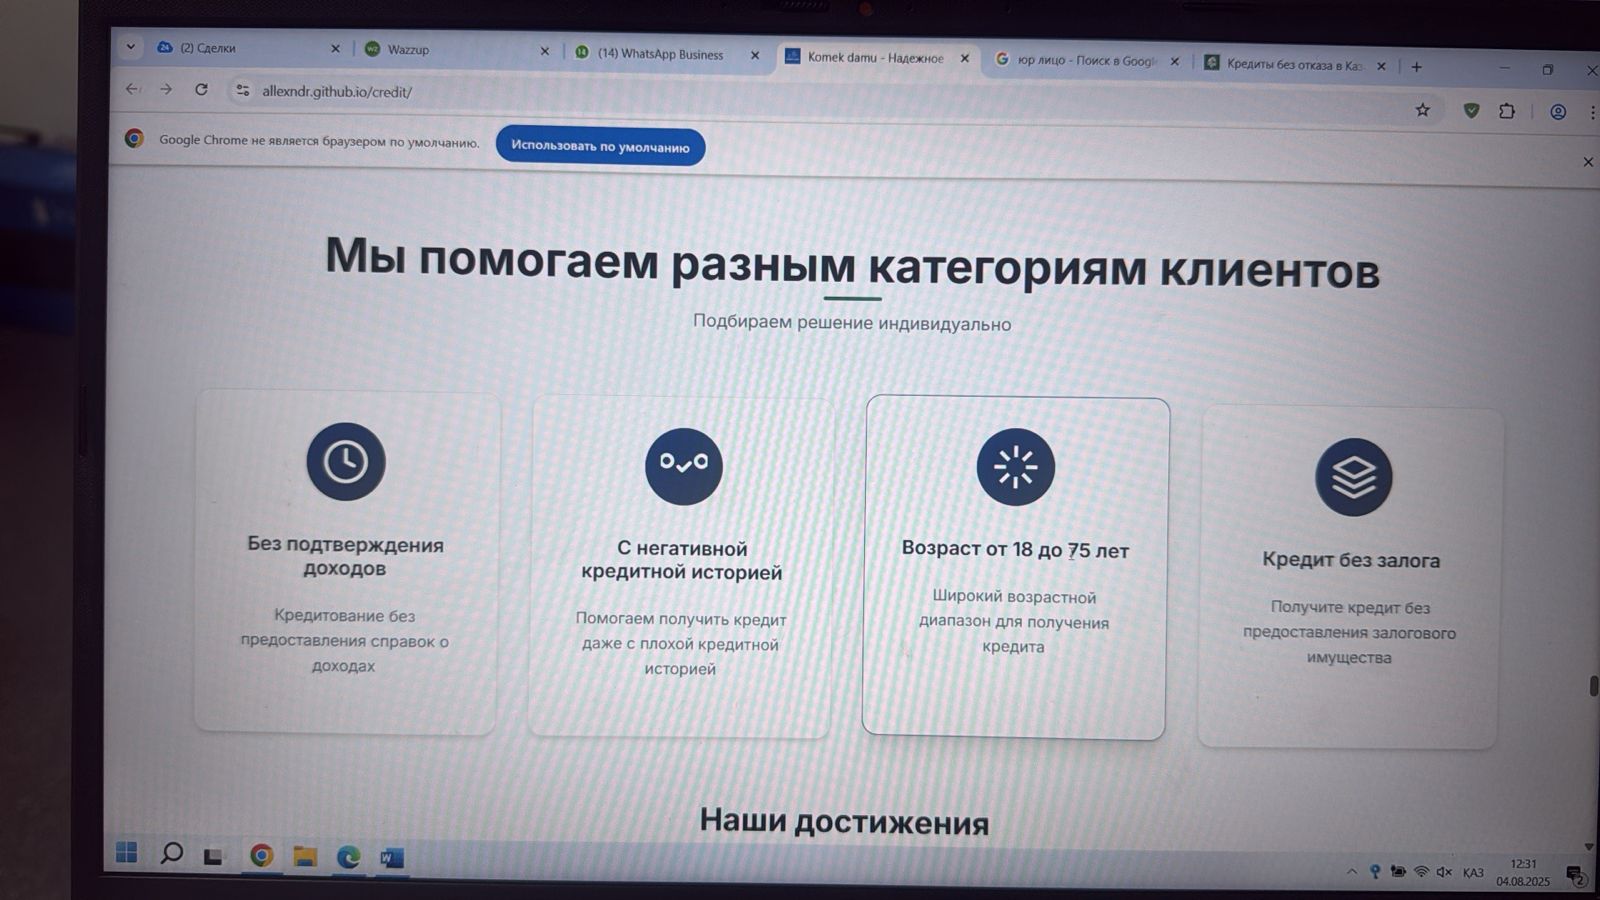 (2) Сделки
Wazzup
(14) WhatsApp Business
Komek damu - Надежное
юр лицо - Поиск в Googl
Кредиты без отказа в Каз
allexndr.github.io/credit/
Google Chrome не является браузером по умолчанию.
Использовать по умолчанию
Мы помогаем разным категориям клиентов
Подбираем решение индивидуально
Без подтверждения
доходов
Кредитование без
предоставления справок о
доходах
С негативной
кредитной историей
Помогаем получить кредит
даже с плохой кредитной
историей
Возраст от 18 до 75 лет
Широкий возрастной
диапазон для получения
кредита
Кредит без залога
Получите кредит без
предоставления залогового
имущества
Наши достижения
ҚАЗ
12:31
04.08.2025
2